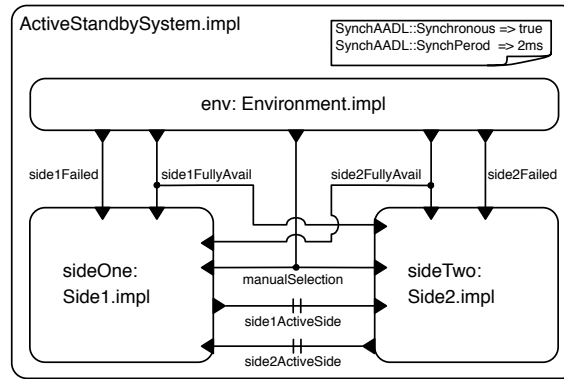 ActiveStandbySystem.impl
SynchAADL::Synchronous => true
SynchAADL::SynchPerod => 2ms
env: Environment.impl
side1Failed
side1FullyAvail
side2FullyAvail
side2Failed
sideOne:
Side1.impl
manualSelection
sideTwo:
Side2.impl
side1ActiveSide
side2ActiveSide